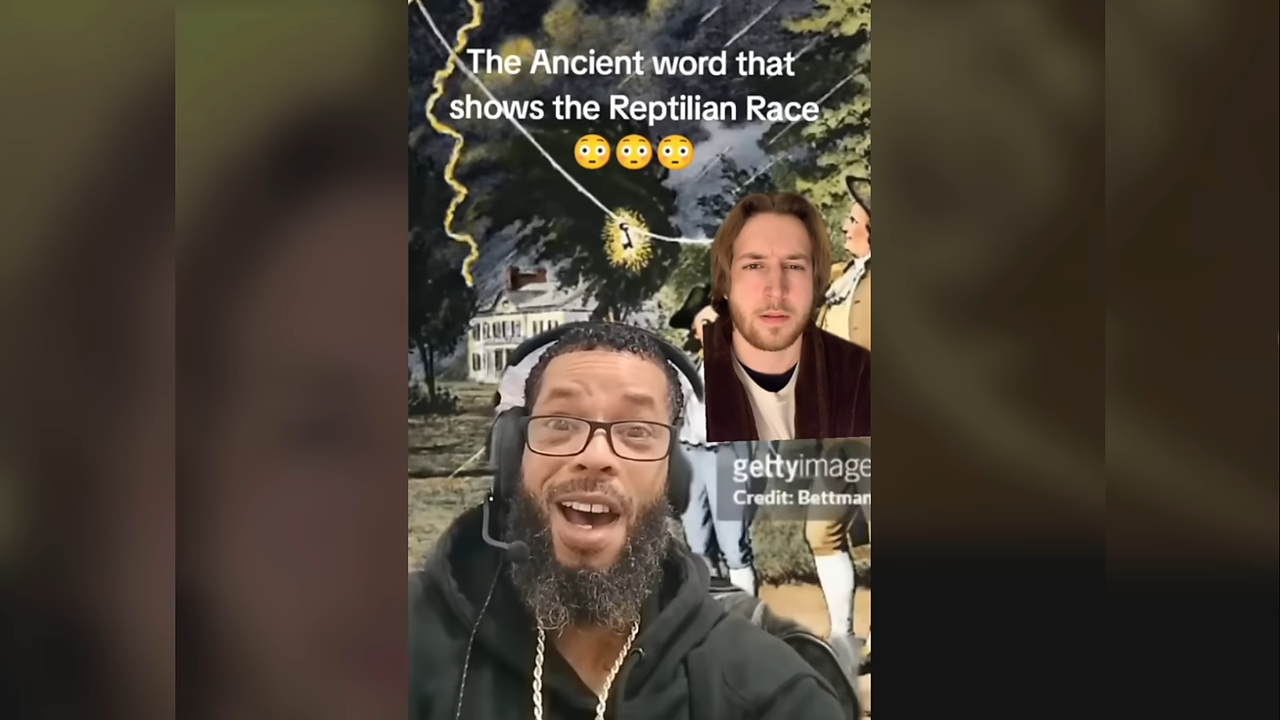 The Ancient word that
shows the Reptilian Race
😳😳😳
gettyimage
Credit: Bettman